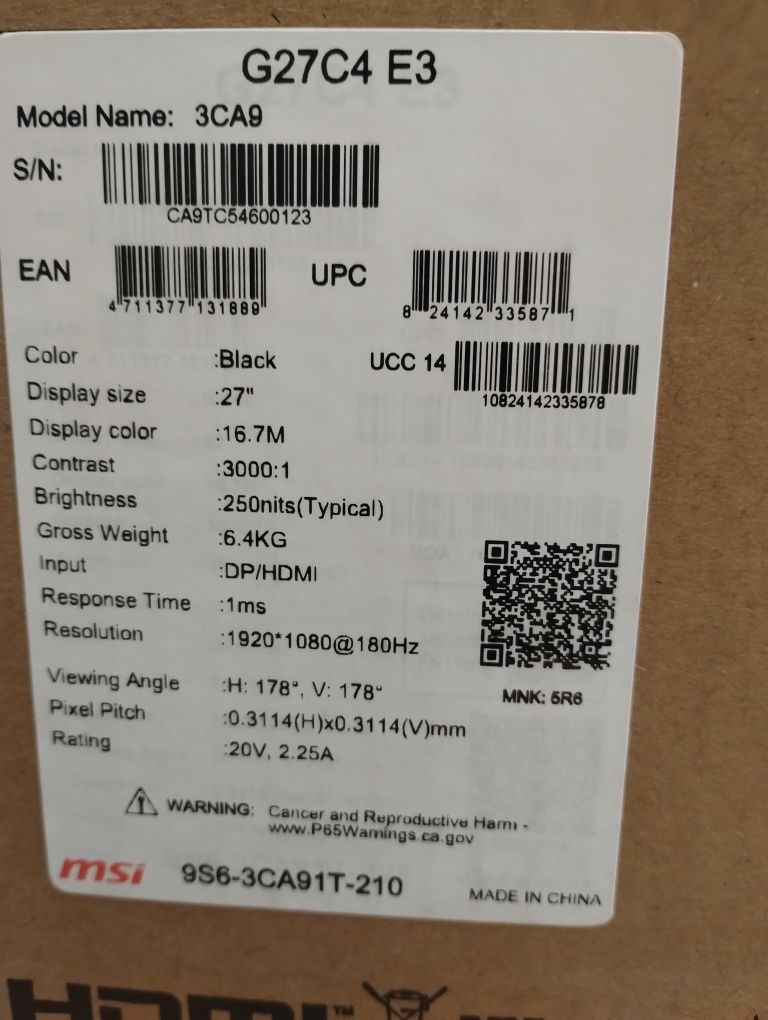 G27C4 E3
Model Name: 3CA9
S/N:
CA9TC54600123
EAN
4 711377 131889
UPC
8 24142 33587 1
Color :Black
UCC 14
10824142335878
Display size :27"
Display color :16.7M
Contrast :3000:1
Brightness :250nits(Typical)
Gross Weight :6.4KG
Input :DP/HDMI
Response Time :1ms
Resolution :1920*1080@180Hz
Viewing Angle :H: 178°, V: 178°
Pixel Pitch :0.3114(H)x0.3114(V)mm
Rating :20V, 2.25A
MNK: 5R6
WARNING: Cancer and Reproductive Harm -
www.P65Warnings.ca.gov
msi 9S6-3CA91T-210 MADE IN CHINA
HDMI™